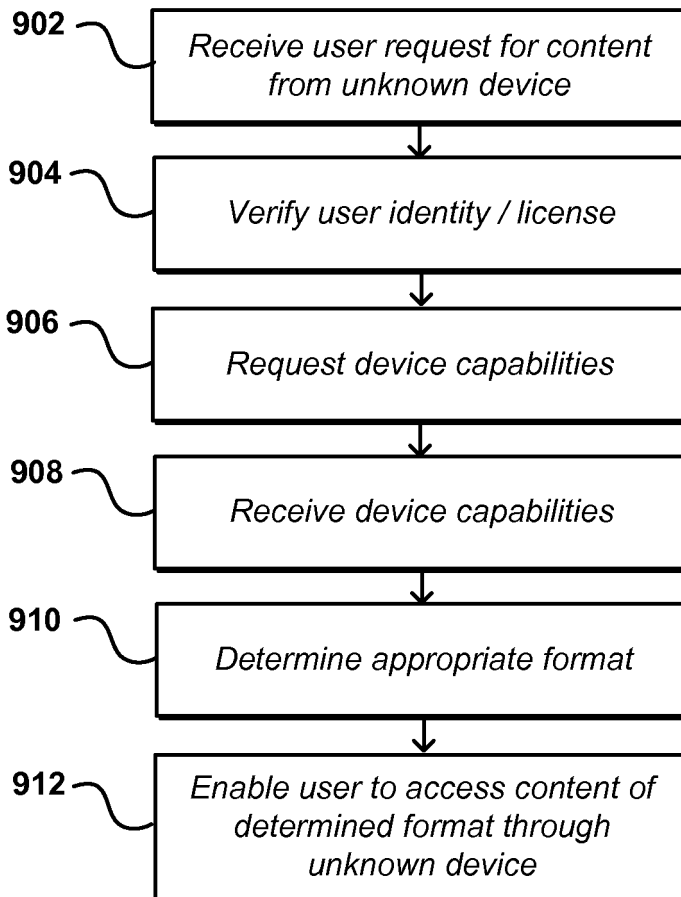 902
Receive user request for content
from unknown device
904
Verify user identity / license
906
Request device capabilities
908
Receive device capabilities
910
Determine appropriate format
912
Enable user to access content of
determined format through
unknown device